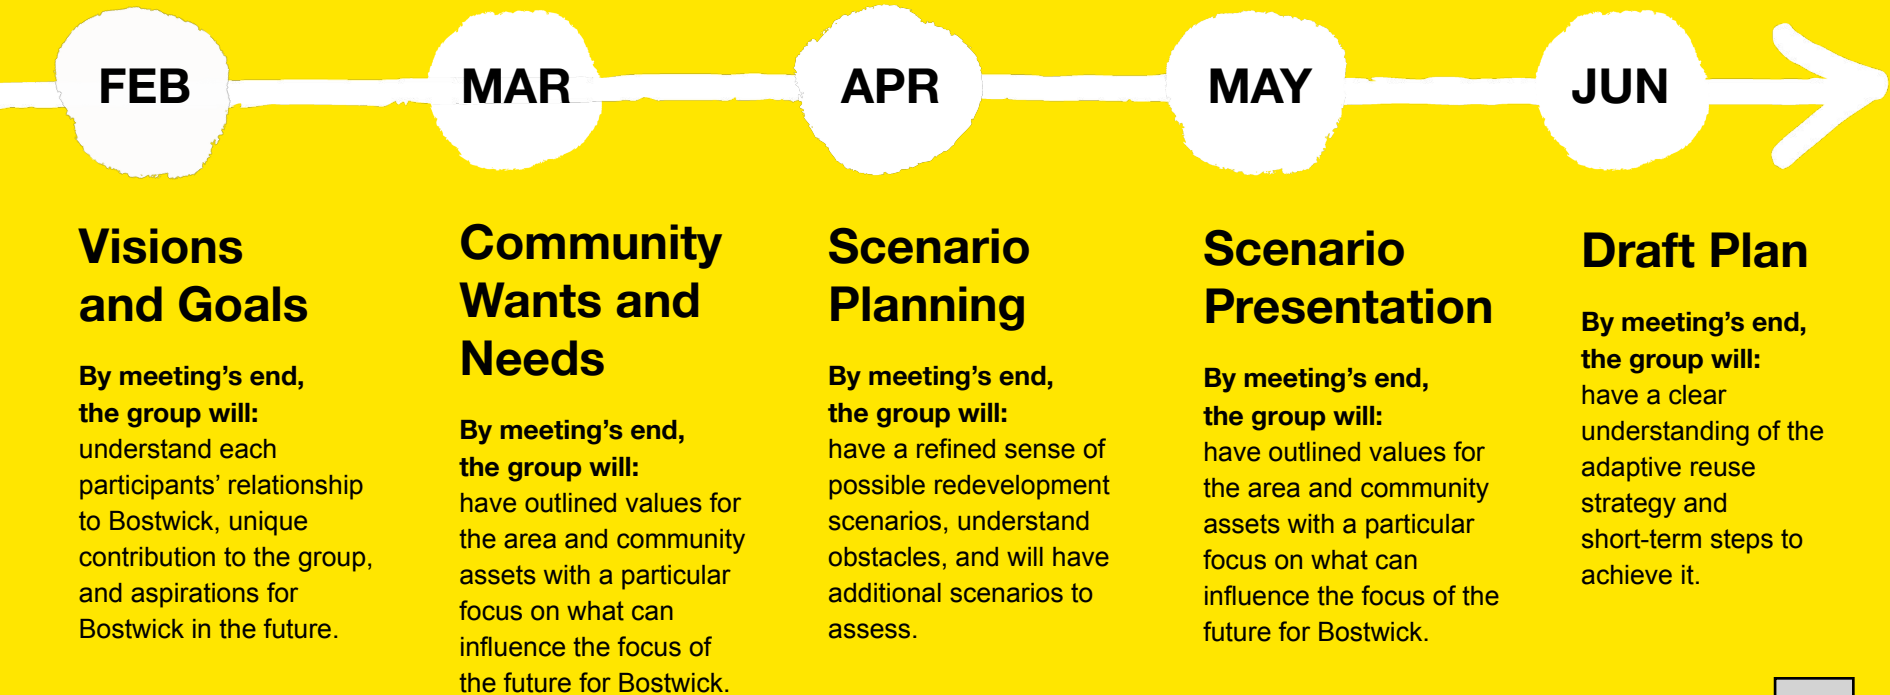 FEB
MAR
APR
MAY
JUN
Visions
and Goals
By meeting’s end,
the group will:
understand each
participants’ relationship
to Bostwick, unique
contribution to the group,
and aspirations for
Bostwick in the future.
Community
Wants and
Needs
By meeting’s end,
the group will:
have outlined values for
the area and community
assets with a particular
focus on what can
influence the focus of
the future for Bostwick.
Scenario
Planning
By meeting’s end,
the group will:
have a refined sense of
possible redevelopment
scenarios, understand
obstacles, and will have
additional scenarios to
assess.
Scenario
Presentation
By meeting’s end,
the group will:
have outlined values for
the area and community
assets with a particular
focus on what can
influence the focus of the
future for Bostwick.
Draft Plan
By meeting’s end,
the group will:
have a clear
understanding of the
adaptive reuse
strategy and
short-term steps to
achieve it.